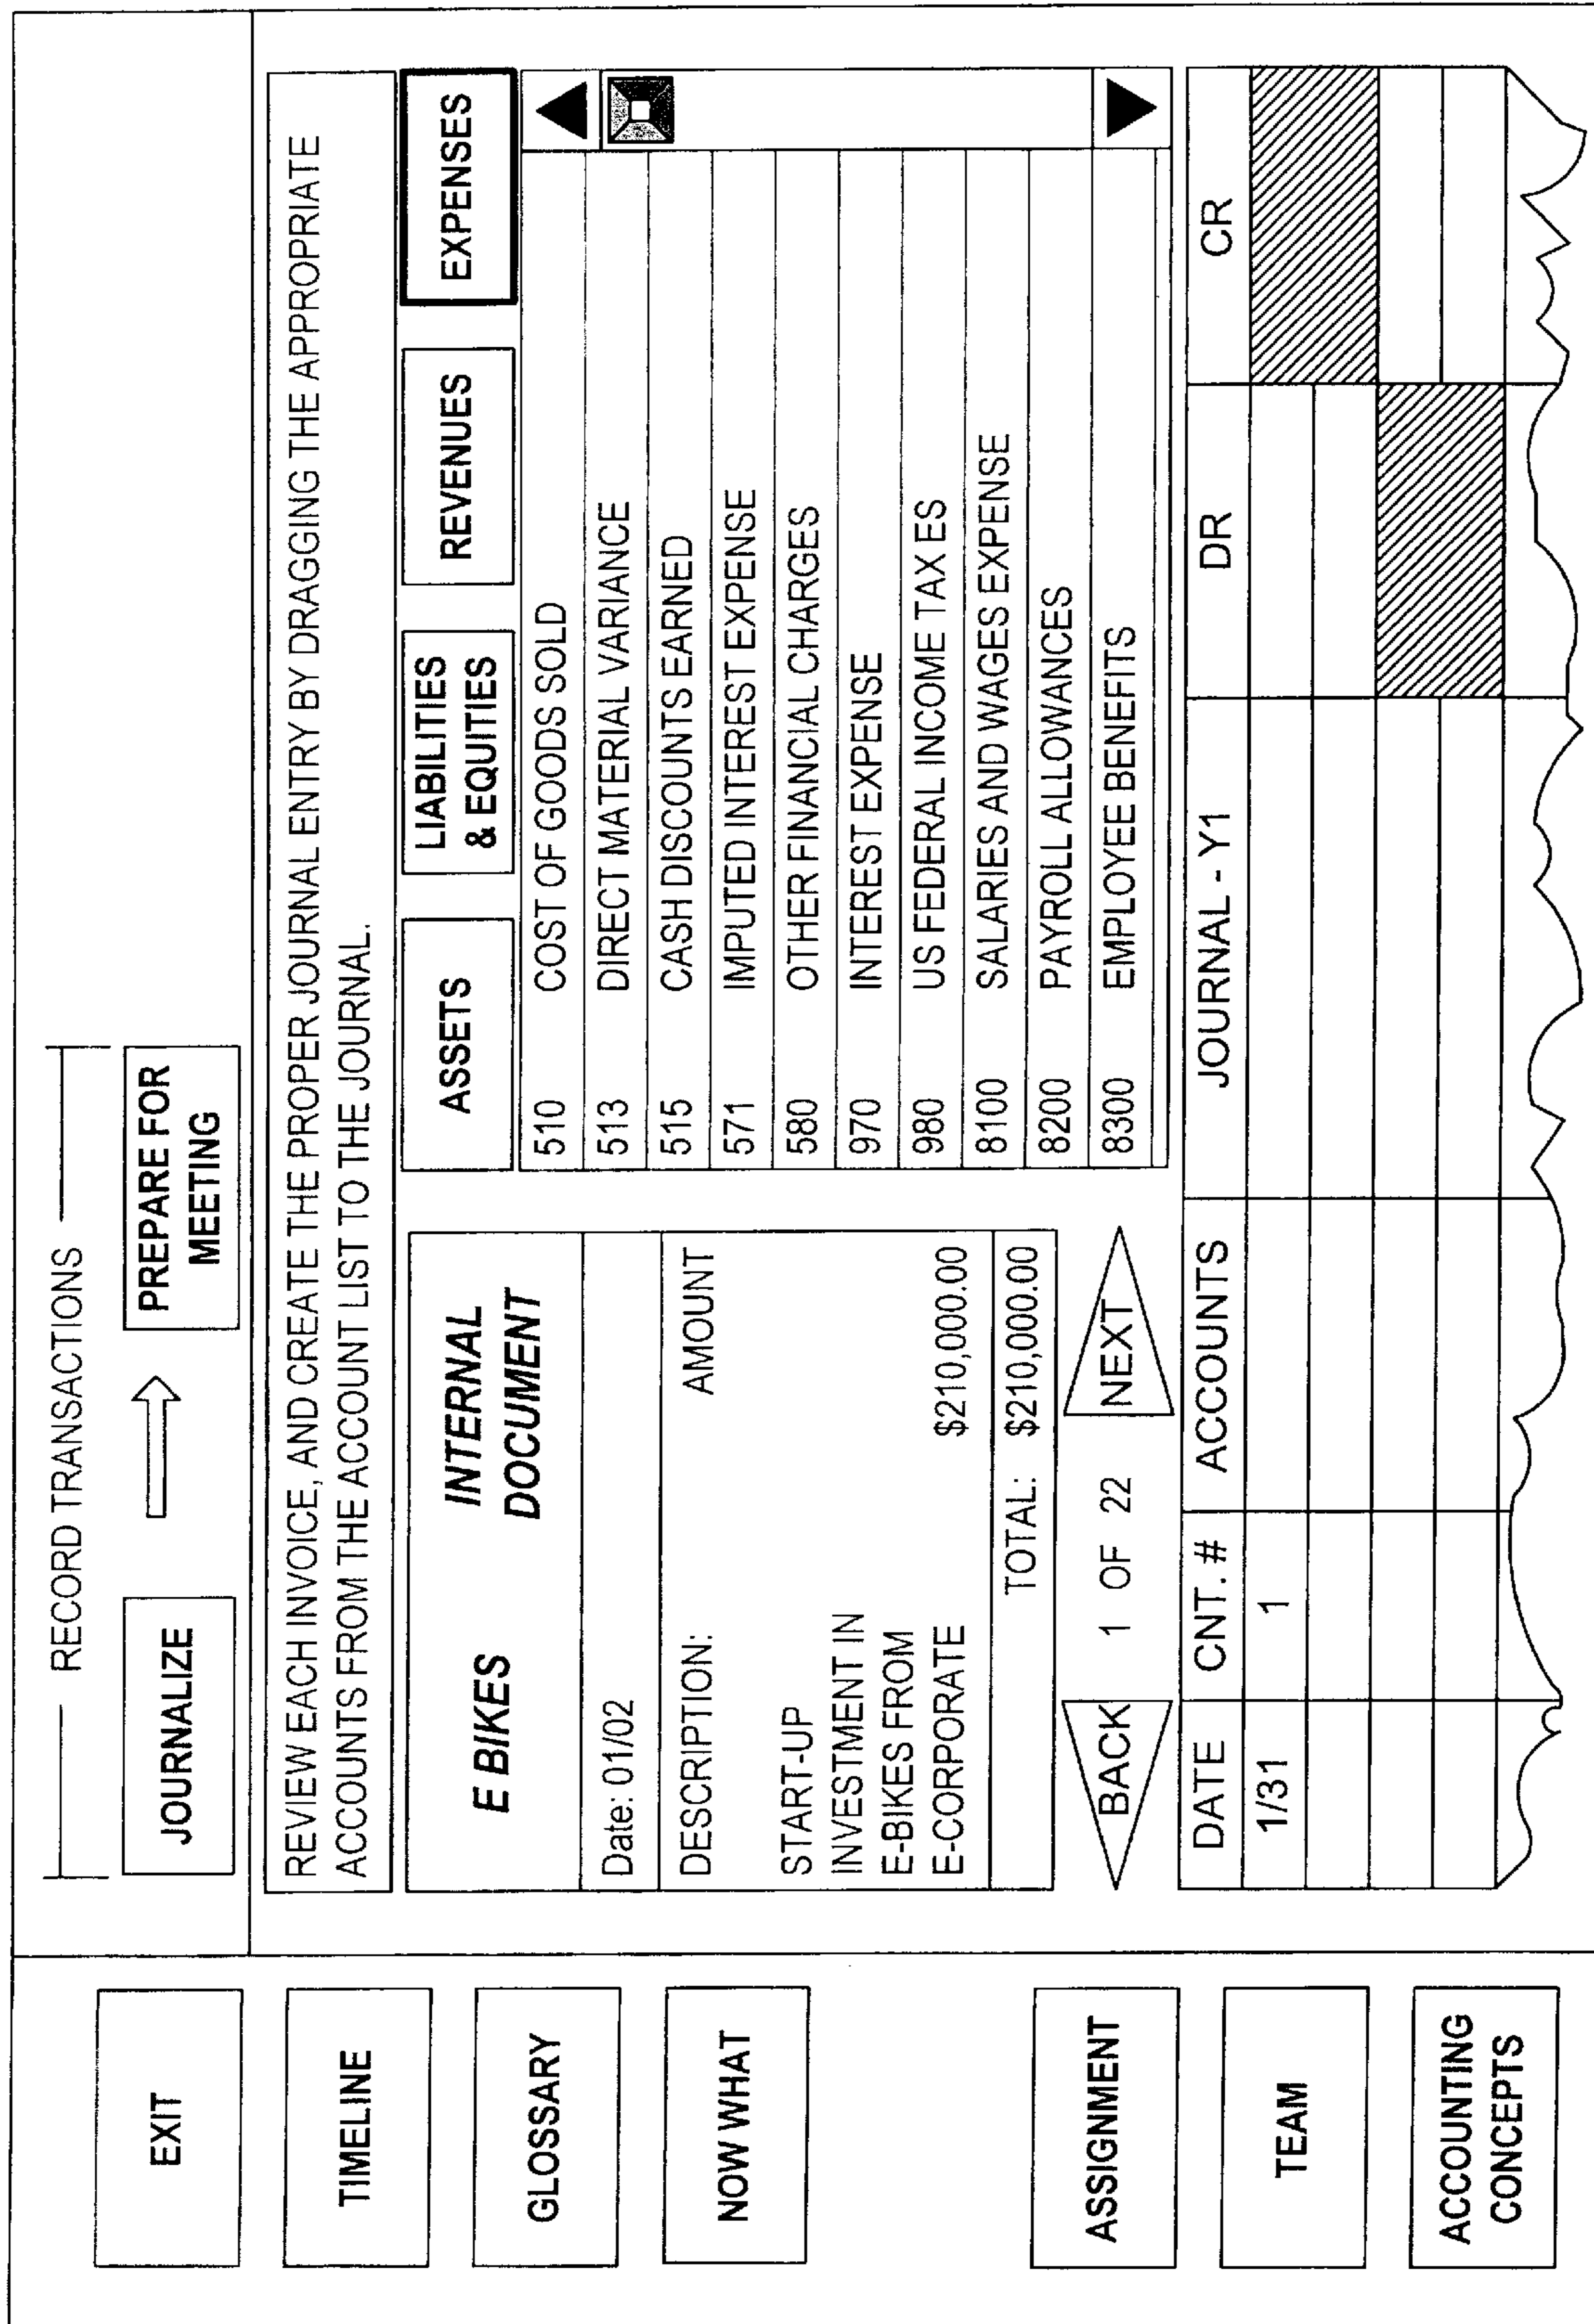 RECORD TRANSACTIONS
JOURNALIZE
PREPARE FOR
MEETING
EXIT
TIMELINE
GLOSSARY
NOW WHAT
ASSIGNMENT
TEAM
ACCOUNTING
CONCEPTS
REVIEW EACH INVOICE, AND CREATE THE PROPER JOURNAL ENTRY BY DRAGGING THE APPROPRIATE
ACCOUNTS FROM THE ACCOUNT LIST TO THE JOURNAL.
E BIKES INTERNAL
DOCUMENT
Date: 01/02
DESCRIPTION: AMOUNT
START-UP
INVESTMENT IN
E-BIKES FROM
E-CORPORATE $210,000.00
TOTAL: $210,000.00
BACK 1 OF 22 NEXT
ASSETS
LIABILITIES
& EQUITIES
REVENUES
EXPENSES
510 COST OF GOODS SOLD
513 DIRECT MATERIAL VARIANCE
515 CASH DISCOUNTS EARNED
571 IMPUTED INTEREST EXPENSE
580 OTHER FINANCIAL CHARGES
970 INTEREST EXPENSE
980 US FEDERAL INCOME TAX ES
8100 SALARIES AND WAGES EXPENSE
8200 PAYROLL ALLOWANCES
8300 EMPLOYEE BENEFITS
DATE CNT. # ACCOUNTS JOURNAL - Y1 DR CR
1/31 1